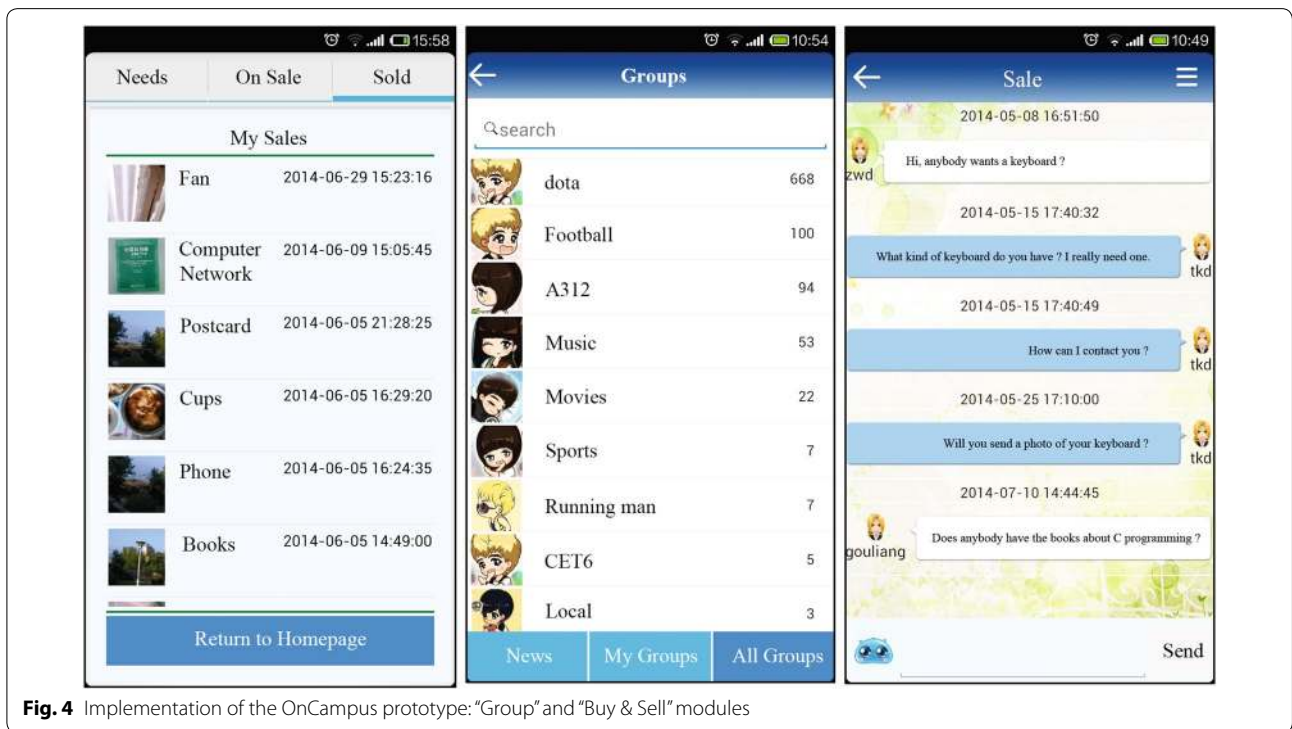 15:58
Needs On Sale Sold
My Sales
Fan 2014-06-29 15:23:16
Computer 2014-06-09 15:05:45
Network
Postcard 2014-06-05 21:28:25
Cups 2014-06-05 16:29:20
Phone 2014-06-05 16:24:35
Books 2014-06-05 14:49:00
Return to Homepage
10:54
Groups
search
dota 668
Football 100
A312 94
Music 53
Movies 22
Sports 7
Running man 7
CET6 5
Local 3
News My Groups All Groups
10:49
Sale
2014-05-08 16:51:50
Hi, anybody wants a keyboard ?
zwd
2014-05-15 17:40:32
What kind of keyboard do you have ? I really need one.
tkd
2014-05-15 17:40:49
How can I contact you ?
tkd
2014-05-25 17:10:00
Will you send a photo of your keyboard ?
tkd
2014-07-10 14:44:45
Does anybody have the books about C programming ?
gouliang
Send
Fig. 4 Implementation of the OnCampus prototype: “Group” and “Buy & Sell” modules